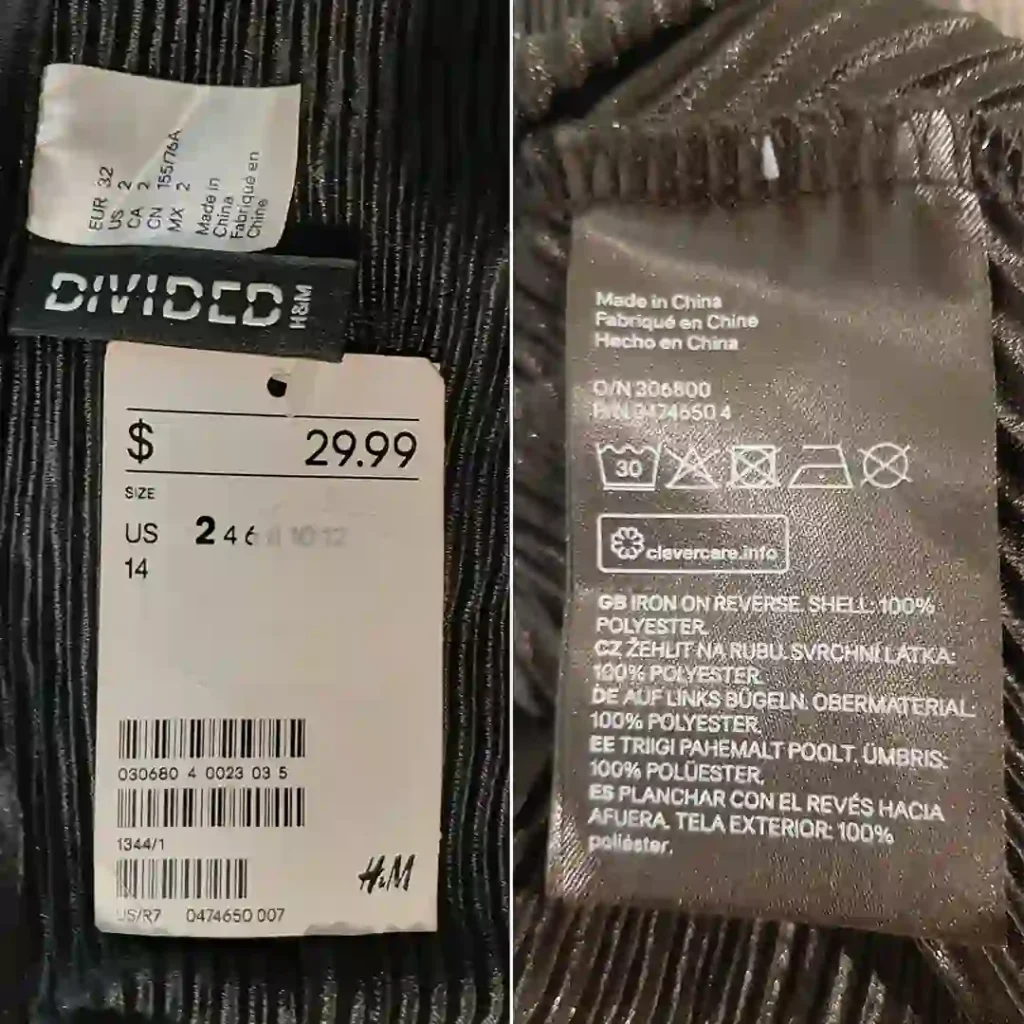 EUR 32
US 2
CA 2
CN 155/76A
MX 2
Made in
China
Fabriqué en
Chine
DIVIDED
H&M
$ 29.99
SIZE
US 2 4 6 8 10 12
14
030680 4 0023 03 5
1344/1
H&M
US/R7 0474650 007
Made in China
Fabriqué en Chine
Hecho en China
O/N 306800
P/N 0474650 4
30
clevercare.info
GB IRON ON REVERSE. SHELL: 100%
POLYESTER.
CZ ŽEHLIT NA RUBU. SVRCHNÍ LÁTKA:
100% POLYESTER.
DE AUF LINKS BÜGELN. OBERMATERIAL:
100% POLYESTER.
EE TRIIGI PAHEMALT POOLT. ÜMBRIS:
100% POLÜESTER.
ES PLANCHAR CON EL REVÉS HACIA
AFUERA. TELA EXTERIOR: 100%
poliéster.